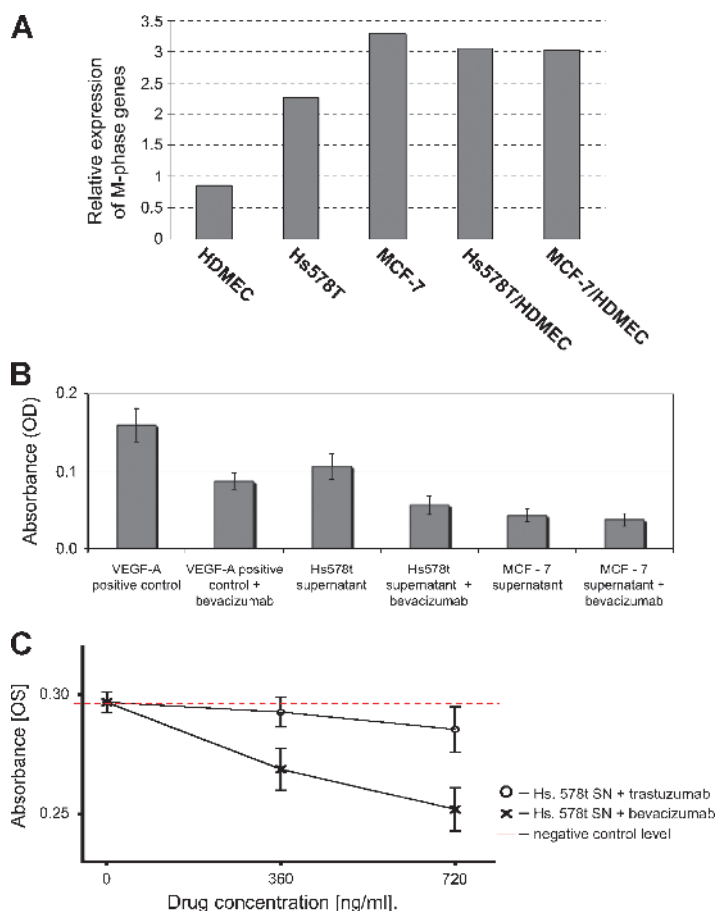 A
Relative expression
of M-phase genes
3.5
3
2.5
2
1.5
1
0.5
0
HDMEC
Hs578T
MCF-7
Hs578T/HDMEC
MCF-7/HDMEC
B
Absorbance (OD)
0.2
0.1
0.0
VEGF-A
positive control
VEGF-A positive
control +
bevacizumab
Hs578t
supernatant
Hs578t
supernatant +
bevacizumab
MCF - 7
supernatant
MCF - 7
supernatant +
bevacizumab
C
Absorbance [OS]
0.30
0.25
0
360
720
Drug concentration [ng/ml].
– Hs. 578t SN + trastuzumab
– Hs. 578t SN + bevacizumab
– negative control level